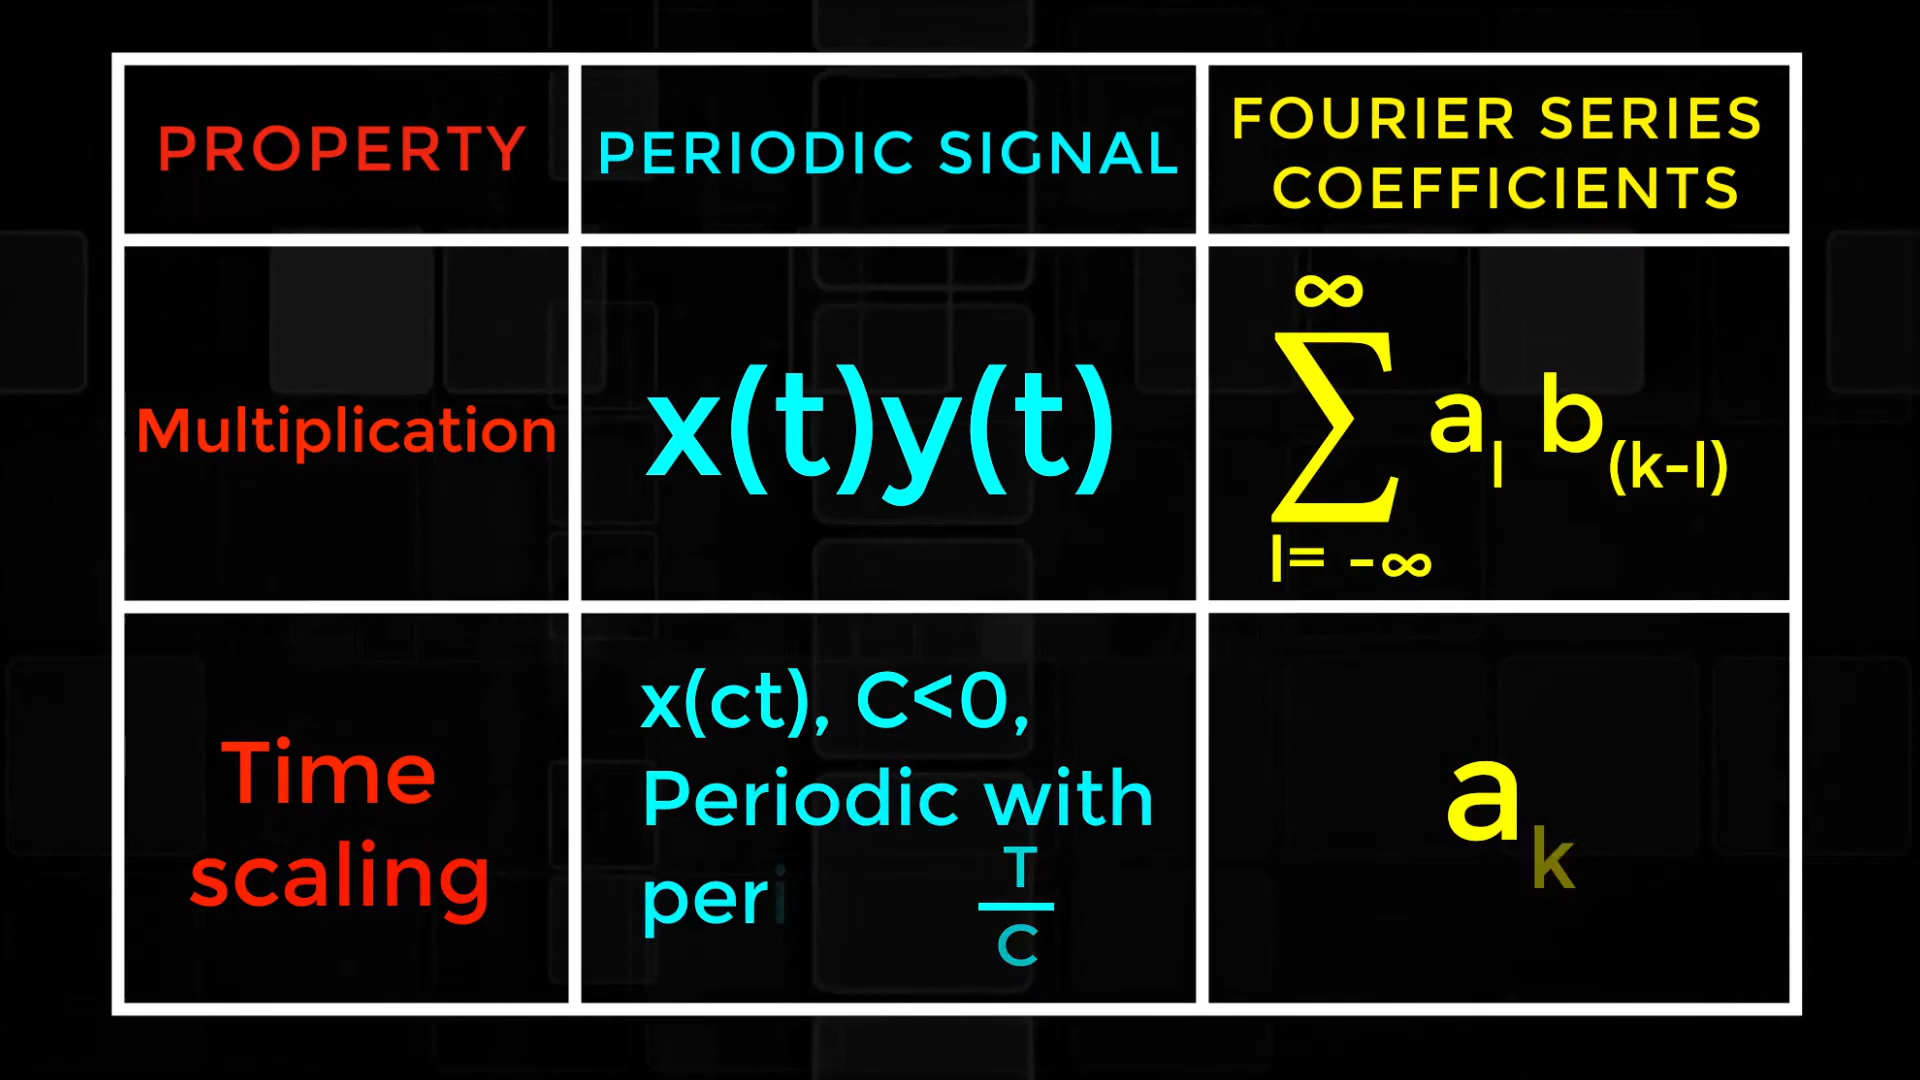 PROPERTY
PERIODIC SIGNAL
FOURIER SERIES
COEFFICIENTS
Multiplication
x(t)y(t)
∞
∑ a_l b_(k-l)
l= -∞
Time
scaling
x(ct), C<0,
Periodic with
peri T/C
a_k